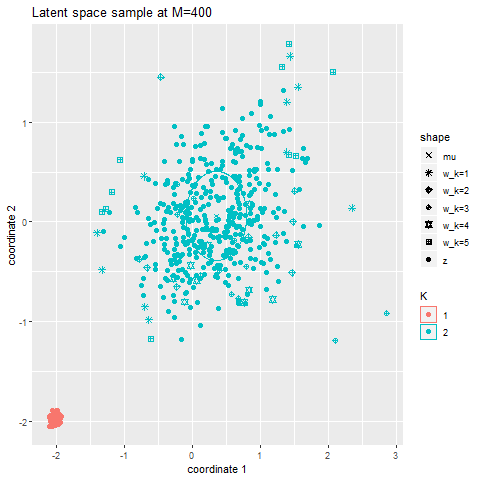 Latent space sample at M=400
coordinate 2
1
0
-1
-2
-2
-1
0
1
2
3
coordinate 1
shape
mu
w_k=1
w_k=2
w_k=3
w_k=4
w_k=5
z
K
1
2